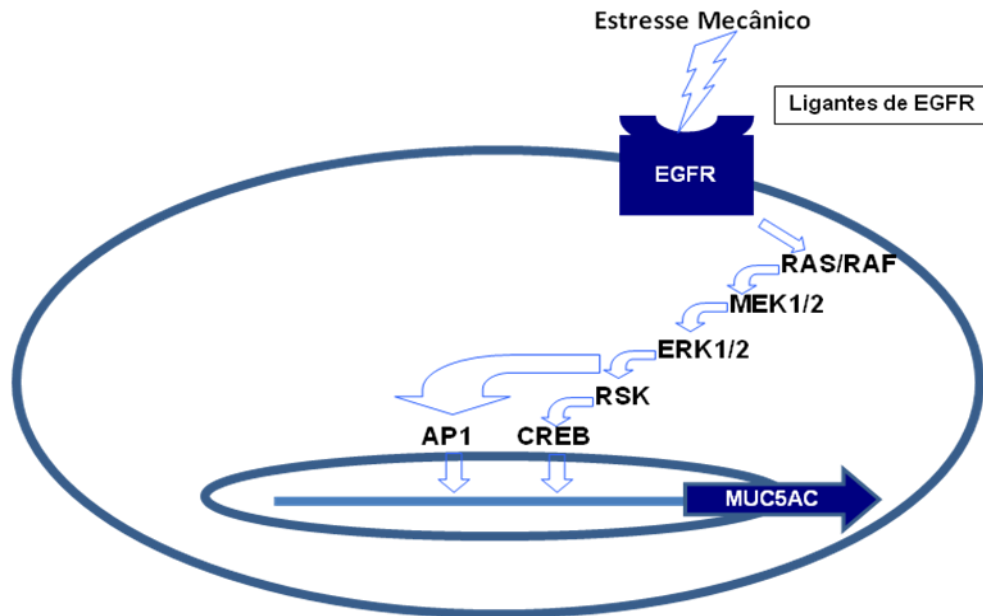 Estresse Mecânico
Ligantes de EGFR
EGFR
RAS/RAF
MEK1/2
ERK1/2
RSK
AP1 CREB
MUC5AC